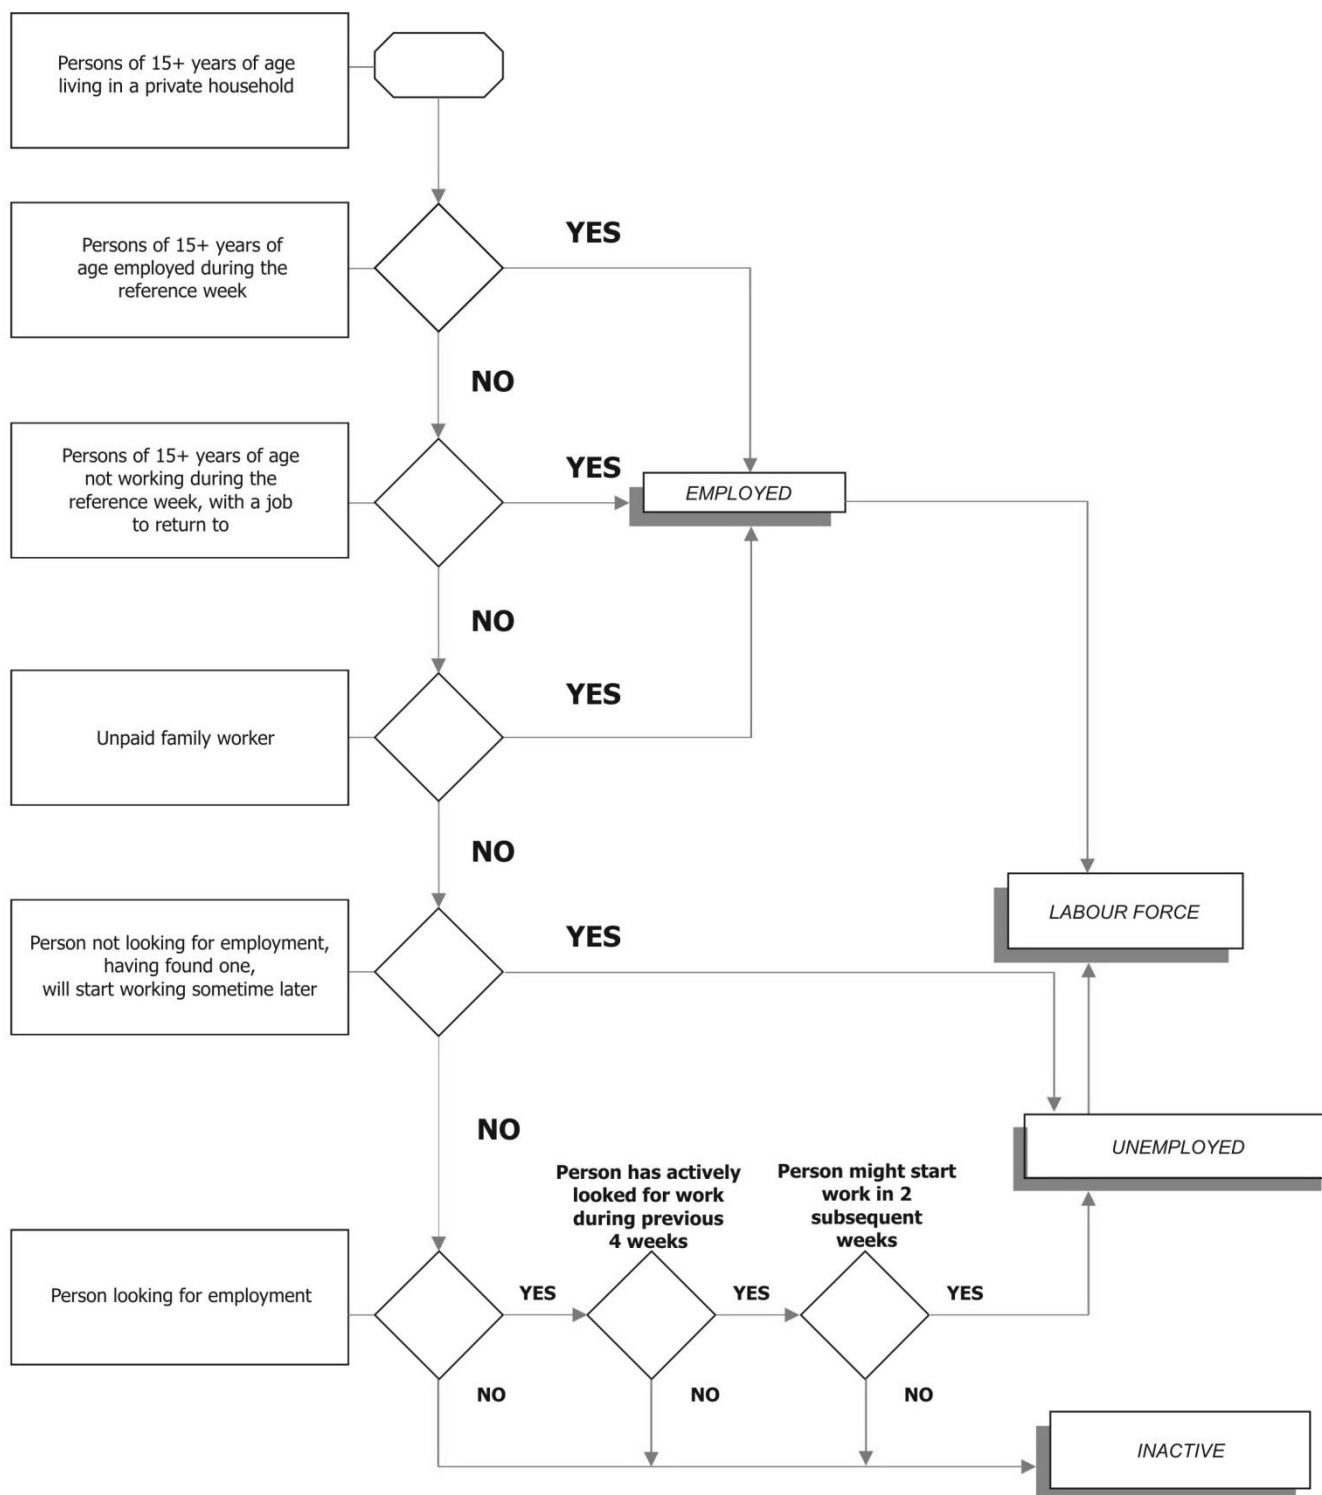 Persons of 15+ years of age
living in a private household
Persons of 15+ years of
age employed during the
reference week
YES
NO
Persons of 15+ years of age
not working during the
reference week, with a job
to return to
YES
EMPLOYED
NO
Unpaid family worker
YES
NO
LABOUR FORCE
Person not looking for employment,
having found one,
will start working sometime later
YES
NO
UNEMPLOYED
Person has actively
looked for work
during previous
4 weeks
Person might start
work in 2
subsequent
weeks
Person looking for employment
YES
YES
YES
NO
NO
NO
INACTIVE